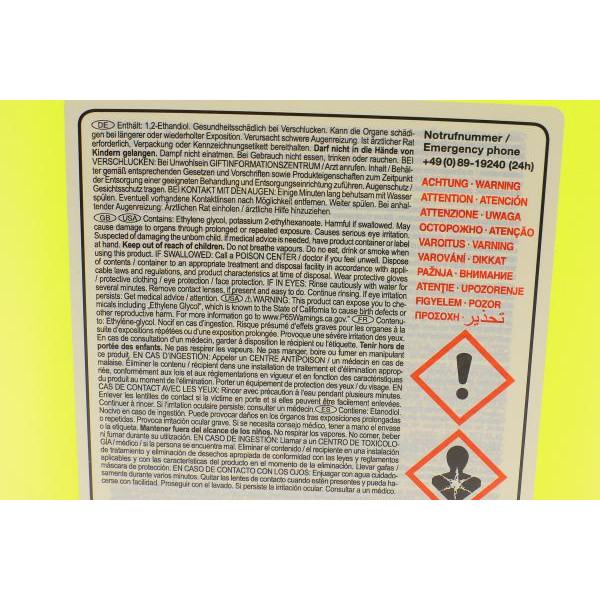 DE Enthält: 1,2-Ethandiol. Gesundheitsschädlich bei Verschlucken. Kann die Organe schädi-
gen bei längerer oder wiederholter Exposition. Verursacht schwere Augenreizung. Ist ärztlicher Rat
erforderlich, Verpackung oder Kennzeichnungsetikett bereithalten. Darf nicht in die Hände von
Kindern gelangen. Dampf nicht einatmen. Bei Gebrauch nicht essen, trinken oder rauchen. BEI
VERSCHLUCKEN: Bei Unwohlsein GIFTINFORMATIONSZENTRUM / Arzt anrufen. Inhalt / Behäl-
ter gemäß entsprechenden Gesetzen und Vorschriften sowie Produkteigenschaften zum Zeitpunkt
der Entsorgung einer geeigneten Behandlung und Entsorgungseinrichtung zuführen. Augenschutz /
Gesichtsschutz tragen. BEI KONTAKT MIT DEN AUGEN: Einige Minuten lang behutsam mit Wasser
spülen. Eventuell vorhandene Kontaktlinsen nach Möglichkeit entfernen. Weiter spülen. Bei anhal-
tender Augenreizung: Ärztlichen Rat einholen / ärztliche Hilfe hinzuziehen.
GB USA Contains: Ethylene glycol, potassium 2-ethylhexanoate. Harmful if swallowed. May
cause damage to organs through prolonged or repeated exposure. Causes serious eye irritation.
Suspected of damaging the unborn child. If medical advice is needed, have product container or label
at hand. Keep out of reach of children. Do not breathe vapours. Do no eat, drink or smoke when
using this product. IF SWALLOWED: Call a POISON CENTER / doctor if you feel unwell. Dispose
of contents / container to an appropriate treatment and disposal facility in accordance with appli-
cable laws and regulations, and product characteristics at time of disposal. Wear protective gloves
/ protective clothing / eye protection / face protection. IF IN EYES: Rinse cautiously with water for
several minutes. Remove contact lenses, if present and easy to do. Continue rinsing. If eye irritation
persists: Get medical advice / attention. USA ⚠WARNING: This product can expose you to che-
micals including „Ethylene Glycol", which is known to the State of California to cause birth defects or
other reproductive harm. For more information go to www.P65Warnings.ca.gov." FR Contenu-
to: Ethylène-glycol. Nocif en cas d'ingestion. Risque présumé d'effets graves pour les organes à la
suite d'expositions répétées ou d'une exposition prolongée. Provoque une sévère irritation des yeux.
En cas de consultation d'un médecin, garder à disposition le récipient ou l'étiquette. Tenir hors de
portée des enfants. Ne pas respirer les vapeurs. Ne pas manger, boire ou fumer en manipulant
ce produit. EN CAS D'INGESTION: Appeler un CENTRE ANTIPOISON / un médecin en cas de
malaise. Éliminer le contenu / récipient dans une installation de traitement et d'élimination approp-
riée, conformément aux lois et aux réglementations en vigueur et en fonction des caractéristiques
du produit au moment de l'élimination. Porter un équipement de protection des yeux / du visage. EN
CAS DE CONTACT AVEC LES YEUX: Rincer avec précaution à l'eau pendant plusieurs minutes.
Enlever les lentilles de contact si la victime en porte et si elles peuvent être facilement enlevées.
Continuer à rincer. Si l'irritation oculaire persiste: consulter un médecin. ES Contiene: Etanodiol.
Nocivo en caso de ingestión. Puede provocar daños en los órganos tras exposiciones prolongadas
o repetidas. Provoca irritación ocular grave. Si se necesita consejo médico, tener a mano el envase
o la etiqueta. Mantener fuera del alcance de los niños. No respirar los vapores. No comer, beber
ni fumar durante su utilización. EN CASO DE INGESTIÓN: Llamar a un CENTRO DE TOXICOLO-
GÍA / médico / si la persona se encuentra mal. Eliminar el contenido / el recipiente en una instalación
de tratamiento y eliminación de desechos apropiada de conformidad con las leyes y reglamentos
aplicables y con las características del producto en el momento de la eliminación. Llevar gafas /
máscara de protección. EN CASO DE CONTACTO CON LOS OJOS: Enjuagar con agua cuidado-
samente durante varios minutos. Quitar las lentes de contacto cuando estén presentes y pueda ha-
cerse con facilidad. Proseguir con el lavado. Si persiste la irritación ocular: Consultar a un médico.
Notrufnummer /
Emergency phone
+49(0)89-19240 (24h)
ACHTUNG · WARNING
ATTENTION · ATENCIÓN
ATTENZIONE · UWAGA
ОСТОРОЖНО · ATENÇÃO
VAROITUS · VARNING
VAROVÁNÍ · DIKKAT
PAŽNJA · ВНИМАНИЕ
ATENȚIE · UPOZORENJE
FIGYELEM · POZOR
ΠΡΟΣΟΧΗ · تحذير